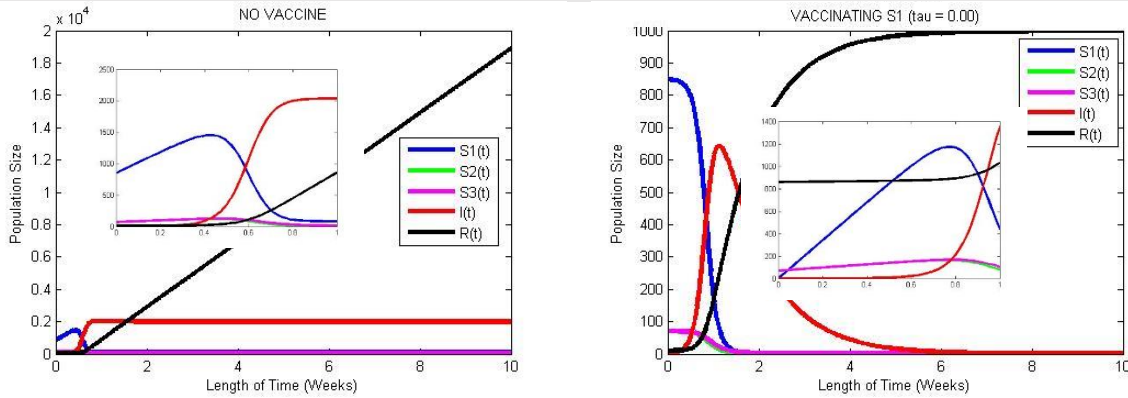 NO VACCINE
x 10^4
2
1.8
1.6
1.4
1.2
1
0.8
0.6
0.4
0.2
0
Population Size
0 2 4 6 8 10
Length of Time (Weeks)
2500
2000
1500
1000
500
0
0 0.2 0.4 0.6 0.8 1
S1(t)
S2(t)
S3(t)
I(t)
R(t)
VACCINATING S1 (tau = 0.00)
1000
900
800
700
600
500
400
300
200
100
0
Population Size
0 2 4 6 8 10
Length of Time (Weeks)
S1(t)
S2(t)
S3(t)
I(t)
R(t)
1400
1200
1000
800
600
400
200
0
0 0.2 0.4 0.6 0.8 1